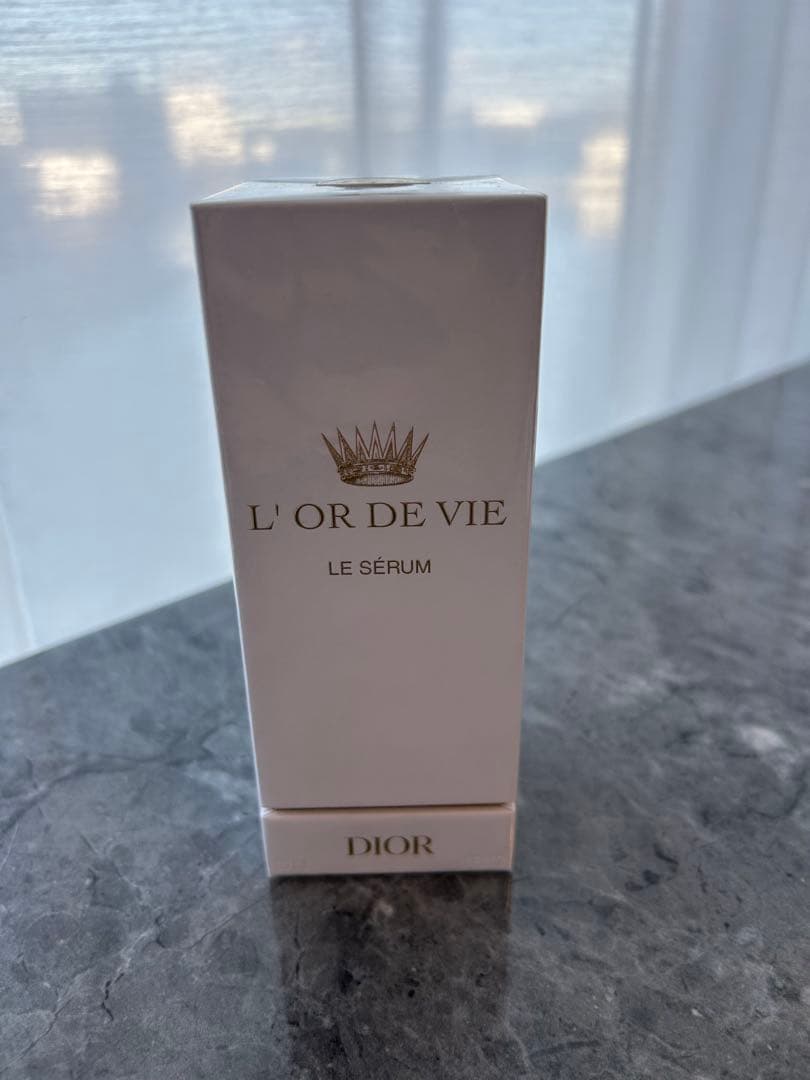 L' OR DE VIE
LE SÉRUM
DIOR